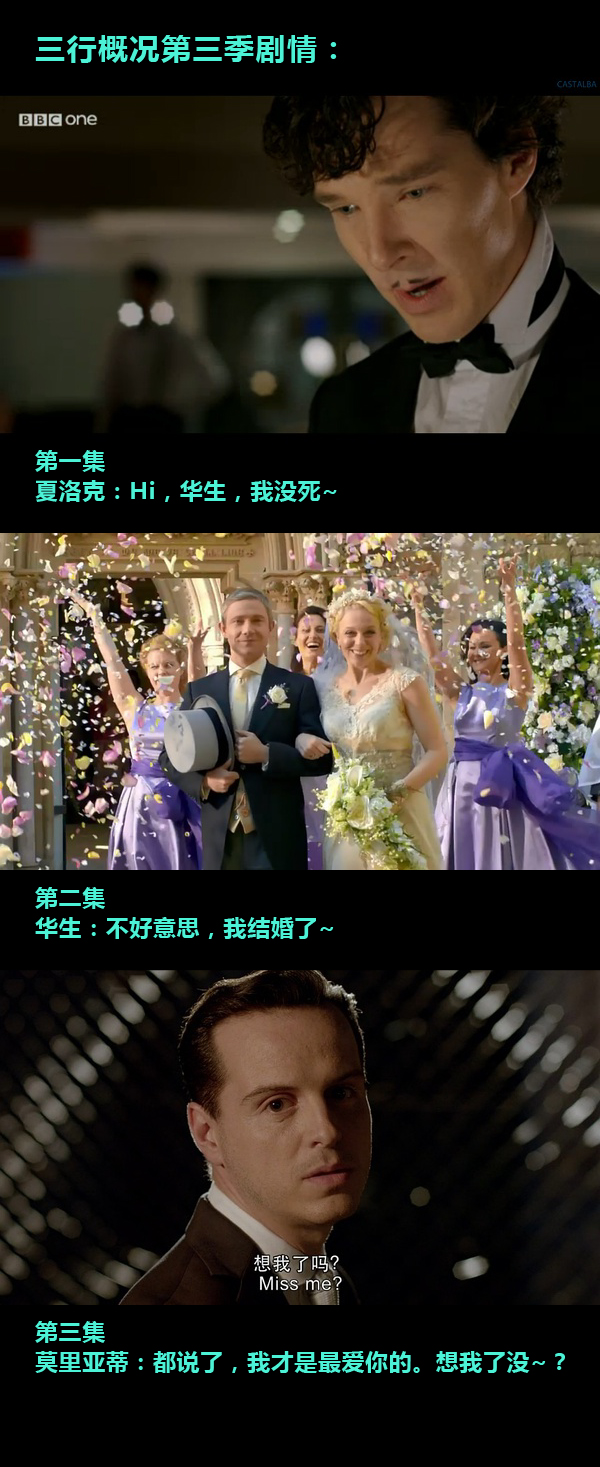 三行概况第三季剧情：
CASTALBA
BBC one
第一集
夏洛克：Hi，华生，我没死~
第二集
华生：不好意思，我结婚了~
想我了吗?
Miss me?
第三集
莫里亚蒂：都说了，我才是最爱你的。想我了没~？